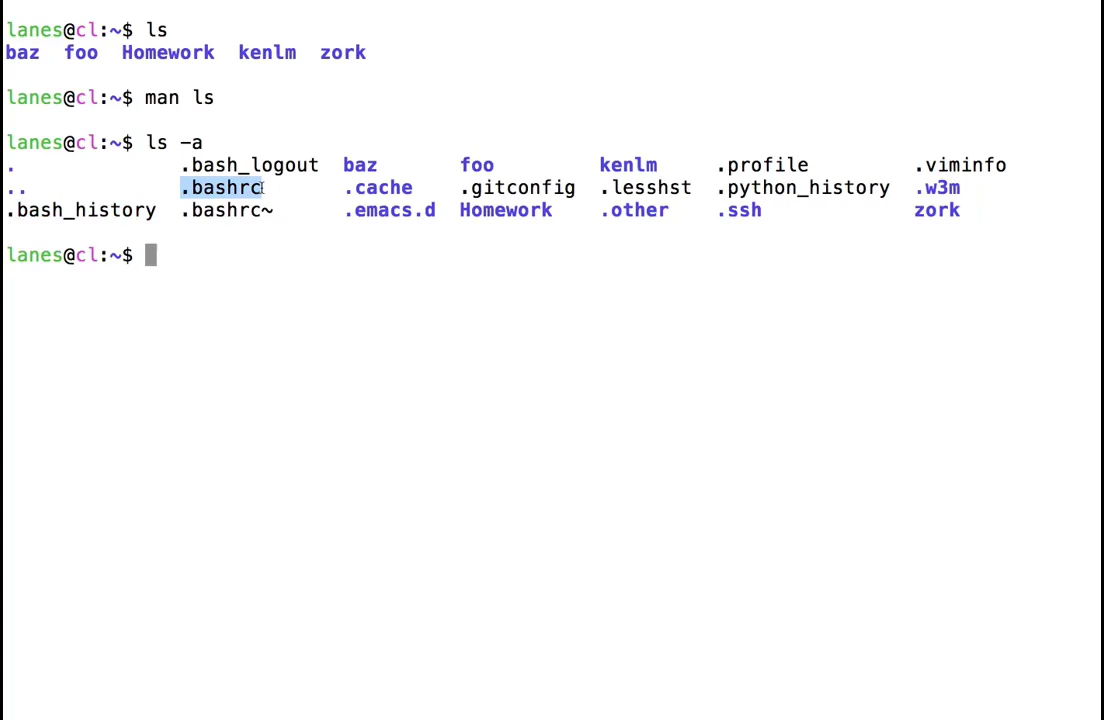 lanes@cl:~$ ls
baz  foo  Homework  kenlm  zork
lanes@cl:~$ man ls
lanes@cl:~$ ls -a
.  .bash_logout  baz  foo  kenlm  .profile  .viminfo
..  .bashrc  .cache  .gitconfig  .lesshst  .python_history  .w3m
.bash_history  .bashrc~  .emacs.d  Homework  .other  .ssh  zork
lanes@cl:~$